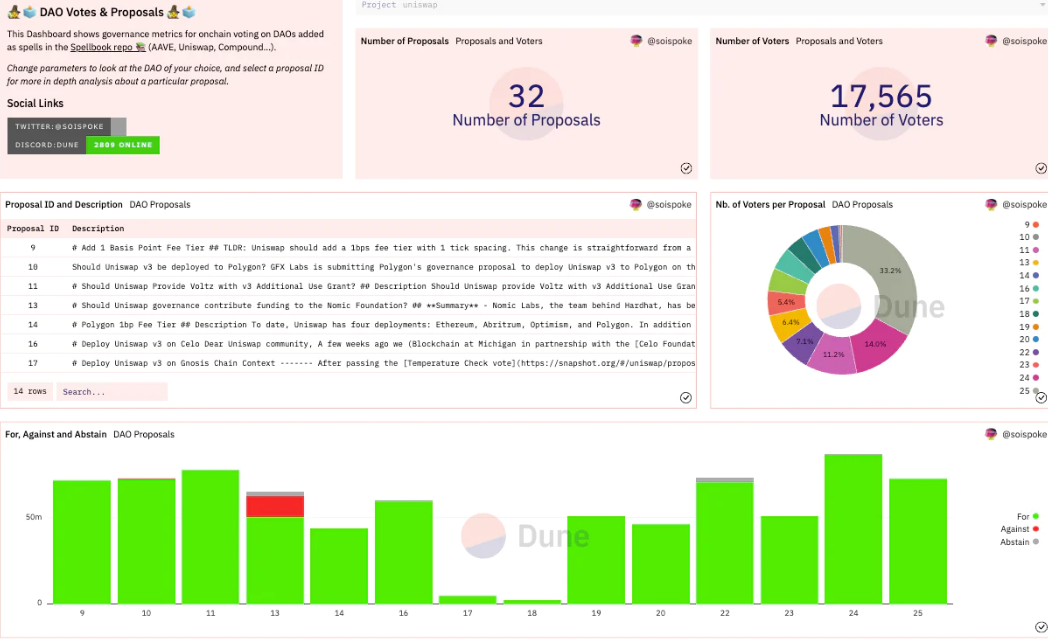 Project uniswap
DAO Votes & Proposals
This Dashboard shows governance metrics for onchain voting on DAOs added
as spells in the Spellbook repo (AAVE, Uniswap, Compound...).
Change parameters to look at the DAO of your choice, and select a proposal ID
for more in depth analysis about a particular proposal.
Social Links
TWITTER:@SOISPOKE
DISCORD:DUNE 3809 ONLINE
Number of Proposals Proposals and Voters @soispoke
32
Number of Proposals
Number of Voters Proposals and Voters @soispoke
17,565
Number of Voters
Proposal ID and Description DAO Proposals @soispoke
Proposal ID Description
9 # Add 1 Basis Point Fee Tier ## TLDR: Uniswap should add a 1bps fee tier with 1 tick spacing. This change is straightforward from a
10 Should Uniswap v3 be deployed to Polygon? GFX Labs is submitting Polygon's governance proposal to deploy Uniswap v3 to Polygon on th
11 # Should Uniswap Provide Voltz with v3 Additional Use Grant? ## Description Should Uniswap provide Voltz with v3 Additional Use Gran
13 # Should Uniswap governance contribute funding to the Nomic Foundation? ## **Summary** - Nomic Labs, the team behind Hardhat, has be
14 # Polygon 1bp Fee Tier ## Description To date, Uniswap has four deployments: Ethereum, Abritrum, Optimism, and Polygon. In addition
16 # Deploy Uniswap v3 on Celo Dear Uniswap community, A few weeks ago we (Blockchain at Michigan in partnership with the [Celo Foundat
17 # Deploy Uniswap v3 on Gnosis Chain Context ------- After passing the [Temperature Check vote](https://snapshot.org/#/uniswap/propos
14 rows Search...
Nb. of Voters per Proposal DAO Proposals @soispoke
33.2%
14.0%
11.2%
7.1%
6.4%
5.4%
Dune
9
10
11
13
14
16
17
18
19
20
22
23
24
25
For, Against and Abstain DAO Proposals @soispoke
50m
0
Dune
For
Against
Abstain
9 10 11 13 14 16 17 18 19 20 22 23 24 25